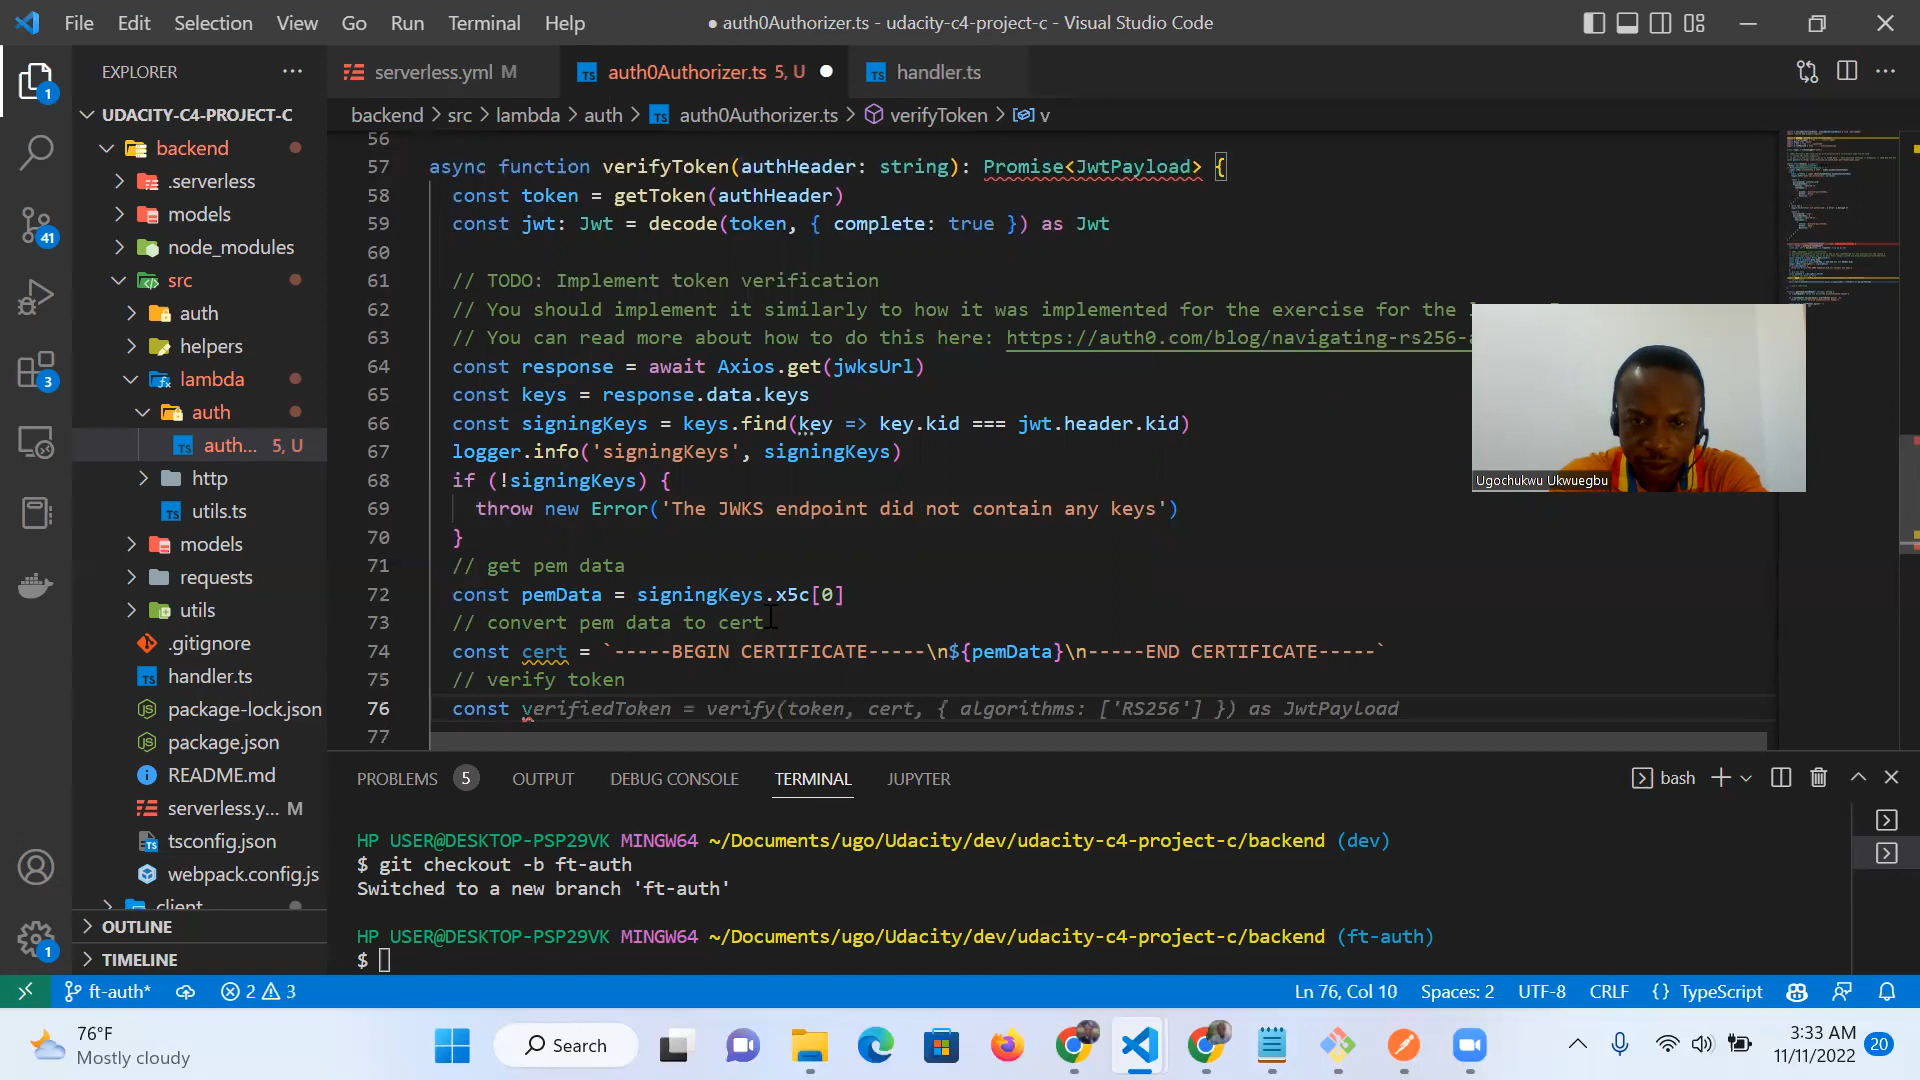 File Edit Selection View Go Run Terminal Help
● auth0Authorizer.ts - udacity-c4-project-c - Visual Studio Code
EXPLORER
serverless.yml M
TS auth0Authorizer.ts 5, U
TS handler.ts
UDACITY-C4-PROJECT-C
backend > src > lambda > auth > TS auth0Authorizer.ts > verifyToken > v
backend
.serverless
models
node_modules
src
auth
helpers
lambda
auth
TS auth... 5, U
http
TS utils.ts
models
requests
utils
.gitignore
TS handler.ts
package-lock.json
package.json
README.md
serverless.y... M
tsconfig.json
webpack.config.js
client
OUTLINE
TIMELINE
1
41
3
1
56
57 async function verifyToken(authHeader: string): Promise<JwtPayload> {
58 const token = getToken(authHeader)
59 const jwt: Jwt = decode(token, { complete: true }) as Jwt
60
61 // TODO: Implement token verification
62 // You should implement it similarly to how it was implemented for the exercise for the
63 // You can read more about how to do this here: https://auth0.com/blog/navigating-rs256-
64 const response = await Axios.get(jwksUrl)
65 const keys = response.data.keys
66 const signingKeys = keys.find(key => key.kid === jwt.header.kid)
67 logger.info('signingKeys', signingKeys)
68 if (!signingKeys) {
69 throw new Error('The JWKS endpoint did not contain any keys')
70 }
71 // get pem data
72 const pemData = signingKeys.x5c[0]
73 // convert pem data to cert
74 const cert = `-----BEGIN CERTIFICATE-----\n${pemData}\n-----END CERTIFICATE-----`
75 // verify token
76 const verifiedToken = verify(token, cert, { algorithms: ['RS256'] }) as JwtPayload
77
Ugochukwu Ukwuegbu
PROBLEMS 5 OUTPUT DEBUG CONSOLE TERMINAL JUPYTER
bash
HP USER@DESKTOP-PSP29VK MINGW64 ~/Documents/ugo/Udacity/dev/udacity-c4-project-c/backend (dev)
$ git checkout -b ft-auth
Switched to a new branch 'ft-auth'
HP USER@DESKTOP-PSP29VK MINGW64 ~/Documents/ugo/Udacity/dev/udacity-c4-project-c/backend (ft-auth)
$
ft-auth* 2 3
Ln 76, Col 10 Spaces: 2 UTF-8 CRLF {} TypeScript
76°F
Mostly cloudy
Search
3:33 AM
11/11/2022
20